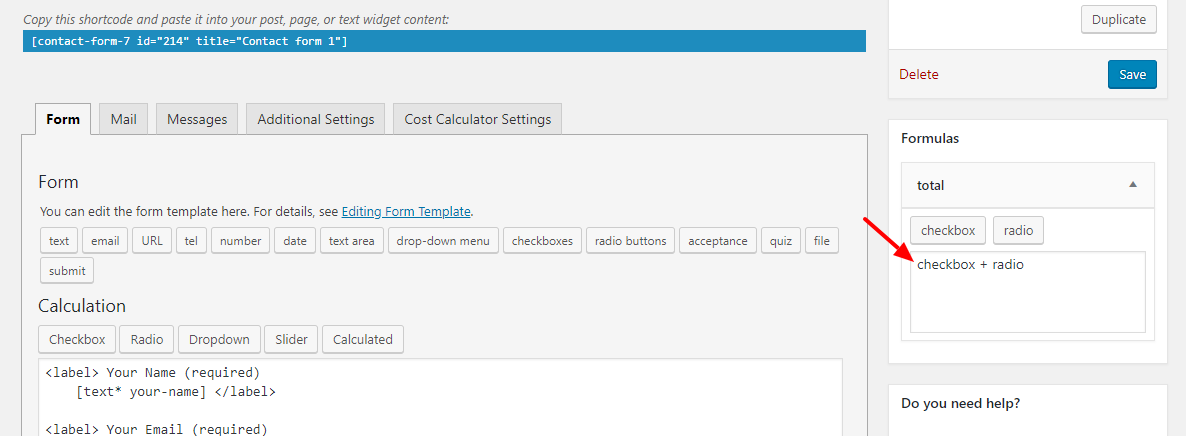 Copy this shortcode and paste it into your post, page, or text widget content:
[contact-form-7 id="214" title="Contact form 1"]
Form Mail Messages Additional Settings Cost Calculator Settings
Form
You can edit the form template here. For details, see Editing Form Template.
text email URL tel number date text area drop-down menu checkboxes radio buttons acceptance quiz file
submit
Calculation
Checkbox Radio Dropdown Slider Calculated
<label> Your Name (required)
[text* your-name] </label>
<label> Your Email (required)
Duplicate
Delete Save
Formulas
total
checkbox radio
checkbox + radio
Do you need help?